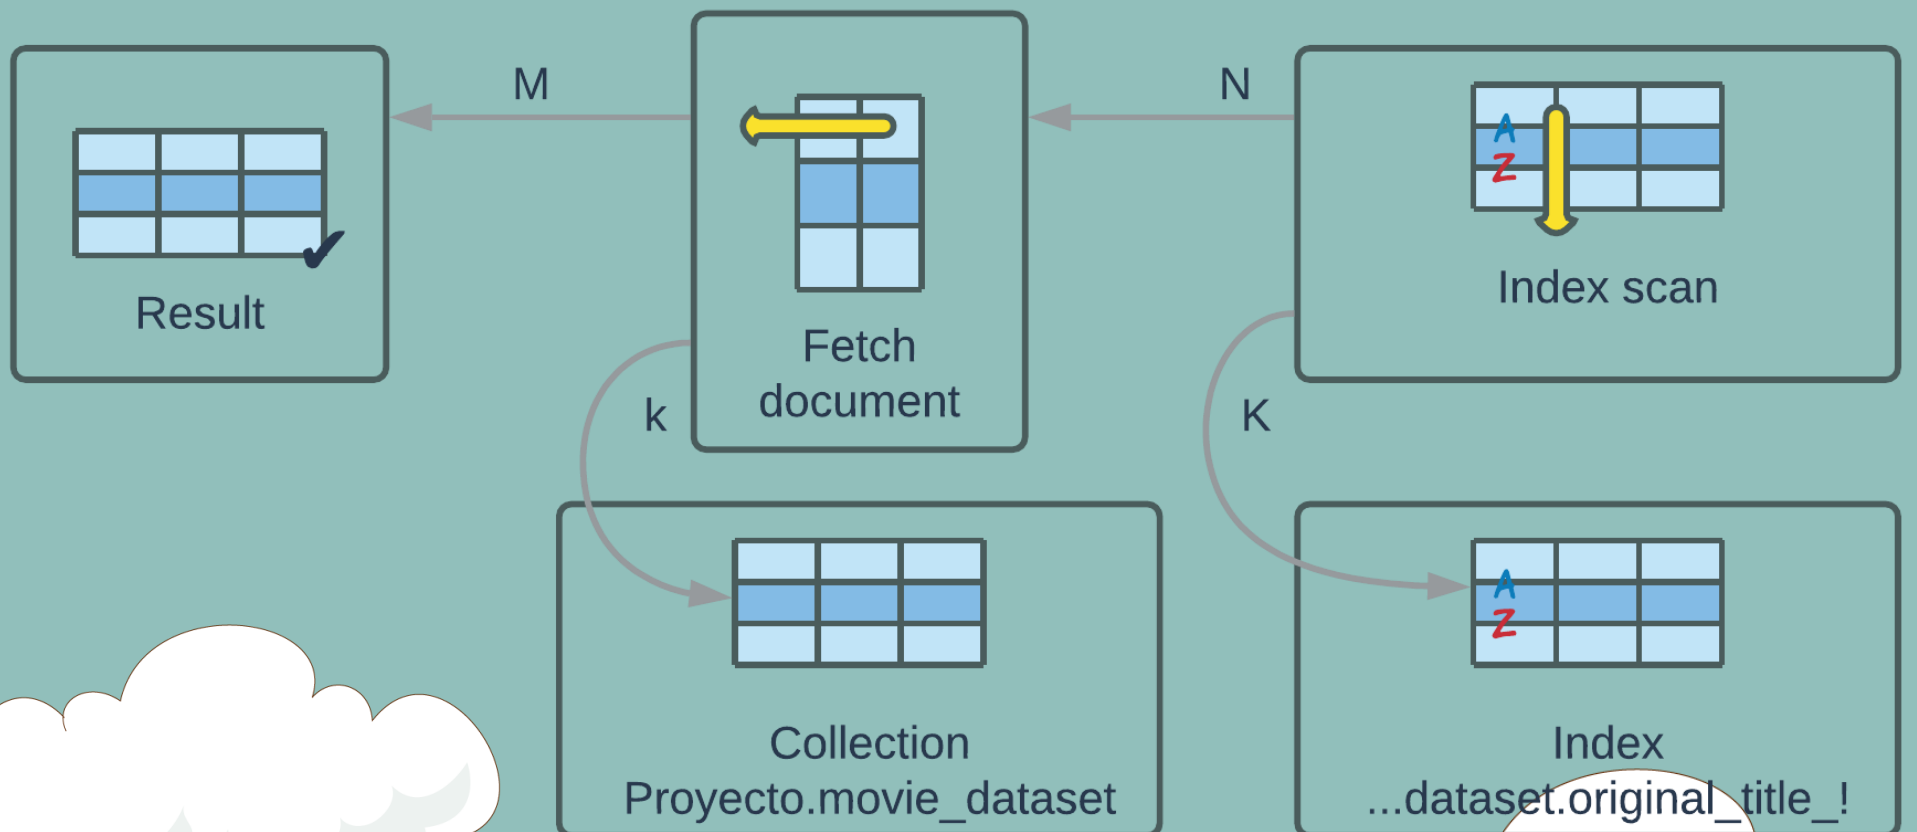 M
N
A
Z
Result
Index scan
Fetch
document
k
K
A
Z
Collection
Proyecto.movie_dataset
Index
...dataset.original_title_!